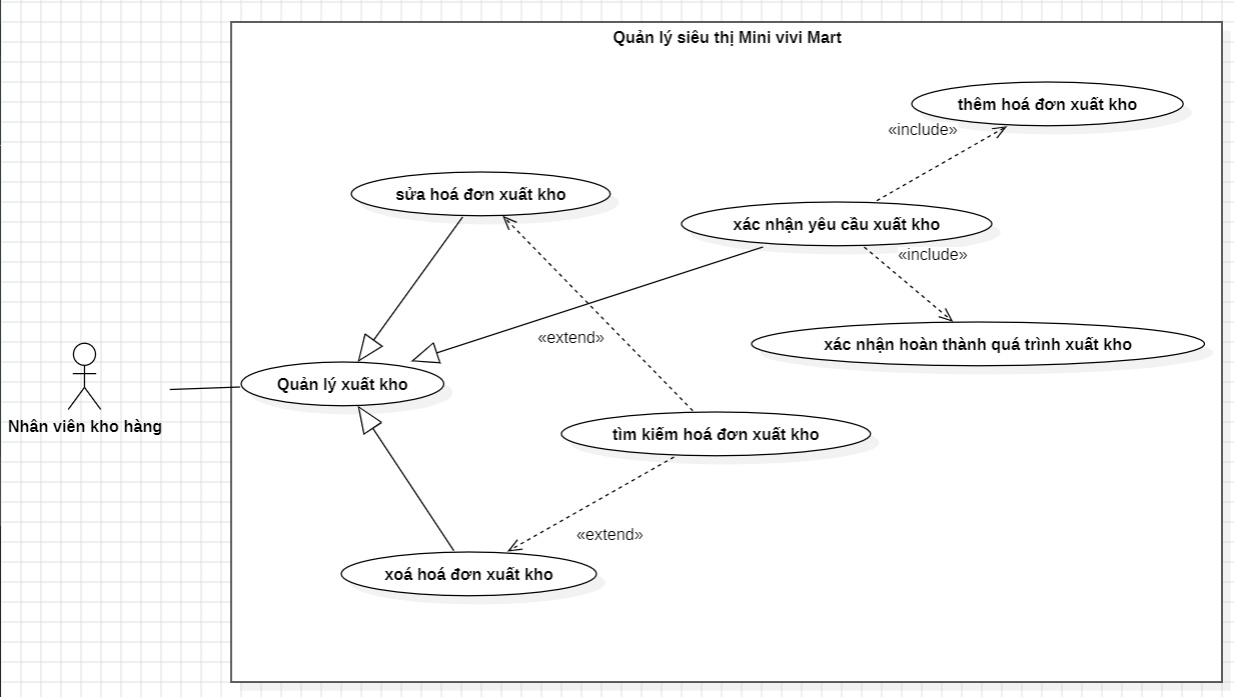 Quản lý siêu thị Mini vivi Mart
thêm hoá đơn xuất kho
«include»
sửa hoá đơn xuất kho
xác nhận yêu cầu xuất kho
«include»
«extend»
xác nhận hoàn thành quá trình xuất kho
Quản lý xuất kho
Nhân viên kho hàng
tìm kiếm hoá đơn xuất kho
«extend»
xoá hoá đơn xuất kho